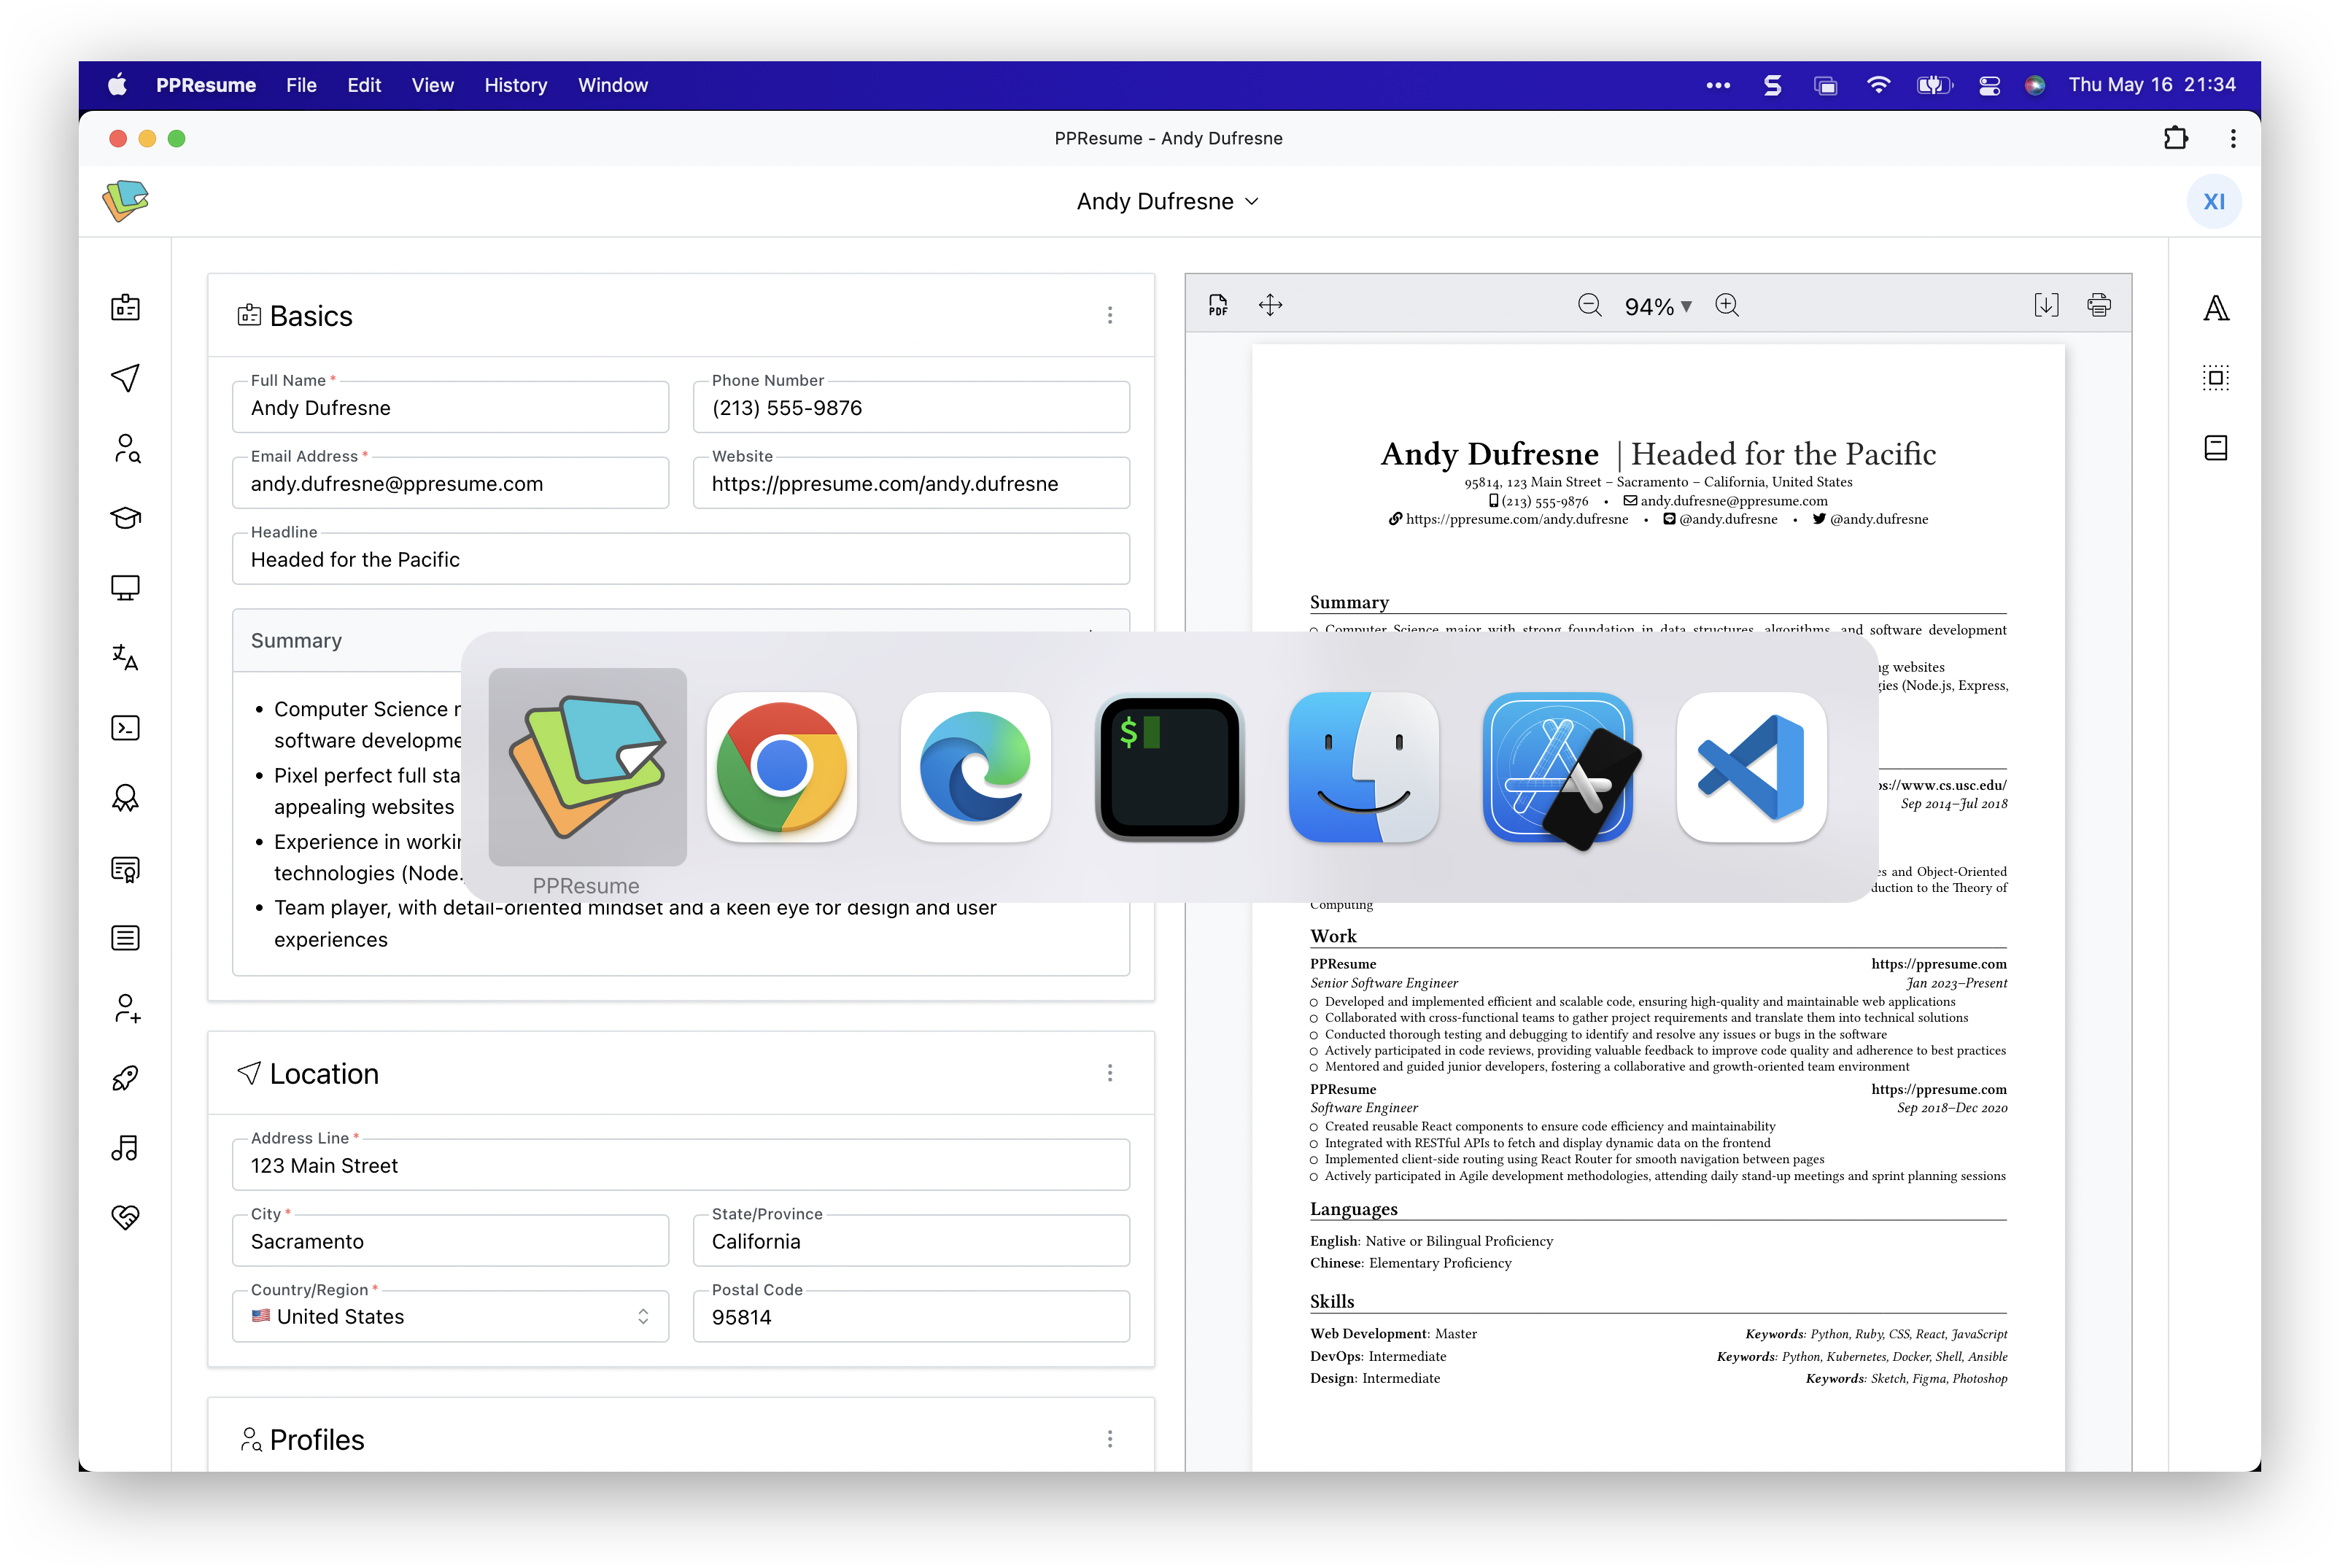 PPResume File Edit View History Window Thu May 16 21:34
PPResume - Andy Dufresne
Andy Dufresne
XI
Basics
Full Name *
Andy Dufresne
Phone Number
(213) 555-9876
Email Address *
andy.dufresne@ppresume.com
Website
https://ppresume.com/andy.dufresne
Headline
Headed for the Pacific
Summary
• Computer Science
software developme
• Pixel perfect full sta
appealing websites
• Experience in workin
technologies (Node.
• Team player, with detail-oriented mindset and a keen eye for design and user
experiences
Location
Address Line *
123 Main Street
City *
Sacramento
State/Province
California
Country/Region *
United States
Postal Code
95814
Profiles
PDF
94%
Andy Dufresne | Headed for the Pacific
95814, 123 Main Street – Sacramento – California, United States
(213) 555-9876 • andy.dufresne@ppresume.com
https://ppresume.com/andy.dufresne • @andy.dufresne • @andy.dufresne
Summary
Computer Science major with strong foundation in data structures, algorithms, and software development
ng websites
gies (Node.js, Express,
ps://www.cs.usc.edu/
Sep 2014–Jul 2018
es and Object-Oriented
duction to the Theory of
Computing
Work
PPResume https://ppresume.com
Senior Software Engineer Jan 2023–Present
Developed and implemented efficient and scalable code, ensuring high-quality and maintainable web applications
Collaborated with cross-functional teams to gather project requirements and translate them into technical solutions
Conducted thorough testing and debugging to identify and resolve any issues or bugs in the software
Actively participated in code reviews, providing valuable feedback to improve code quality and adherence to best practices
Mentored and guided junior developers, fostering a collaborative and growth-oriented team environment
PPResume https://ppresume.com
Software Engineer Sep 2018–Dec 2020
Created reusable React components to ensure code efficiency and maintainability
Integrated with RESTful APIs to fetch and display dynamic data on the frontend
Implemented client-side routing using React Router for smooth navigation between pages
Actively participated in Agile development methodologies, attending daily stand-up meetings and sprint planning sessions
Languages
English: Native or Bilingual Proficiency
Chinese: Elementary Proficiency
Skills
Web Development: Master Keywords: Python, Ruby, CSS, React, JavaScript
DevOps: Intermediate Keywords: Python, Kubernetes, Docker, Shell, Ansible
Design: Intermediate Keywords: Sketch, Figma, Photoshop
$
PPResume